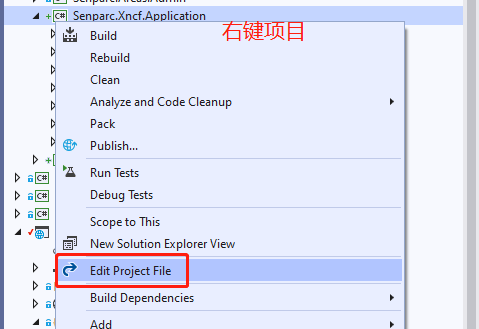 Senparc.Xncf.Application
右键项目
Build
Rebuild
Clean
Analyze and Code Cleanup
Pack
Publish...
Run Tests
Debug Tests
Scope to This
New Solution Explorer View
Edit Project File
Build Dependencies
Add
C#
C#
C#
C#